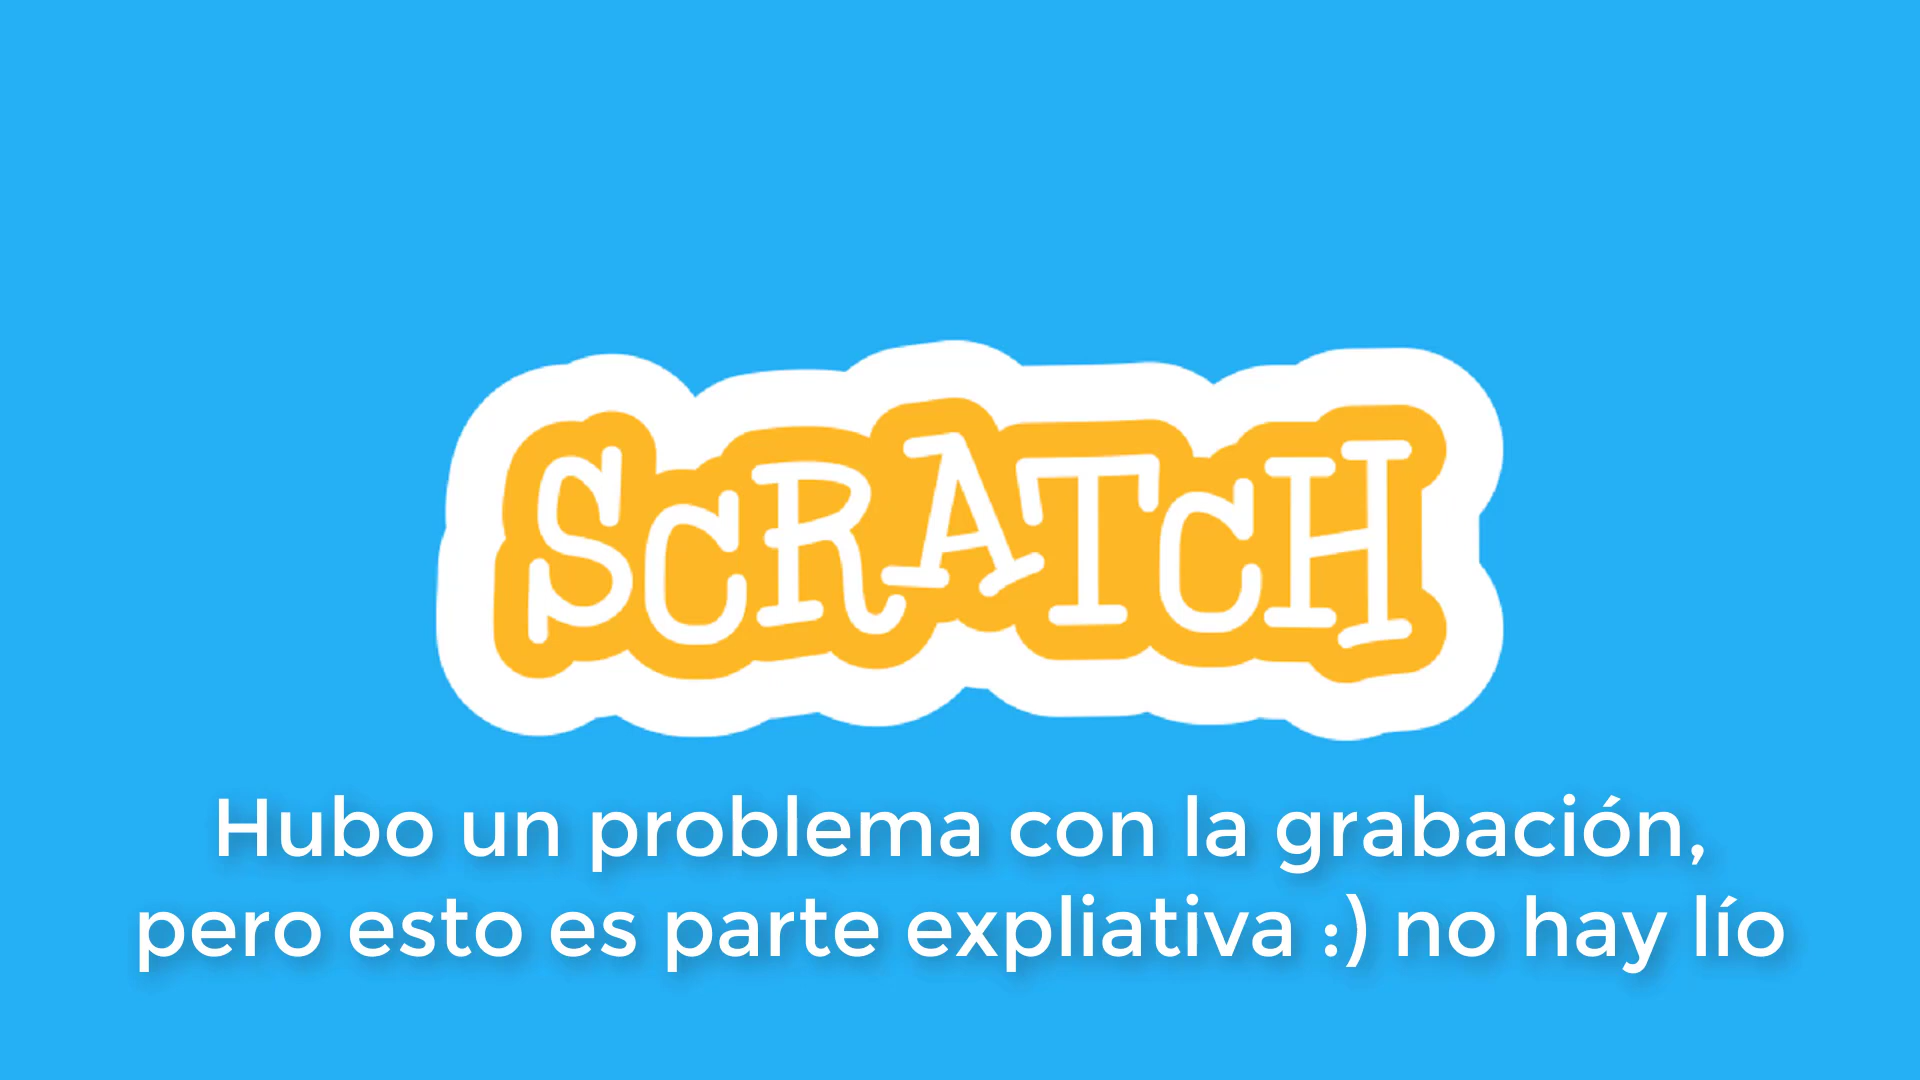 SCRATCH
Hubo un problema con la grabación,
pero esto es parte expliativa :) no hay lío